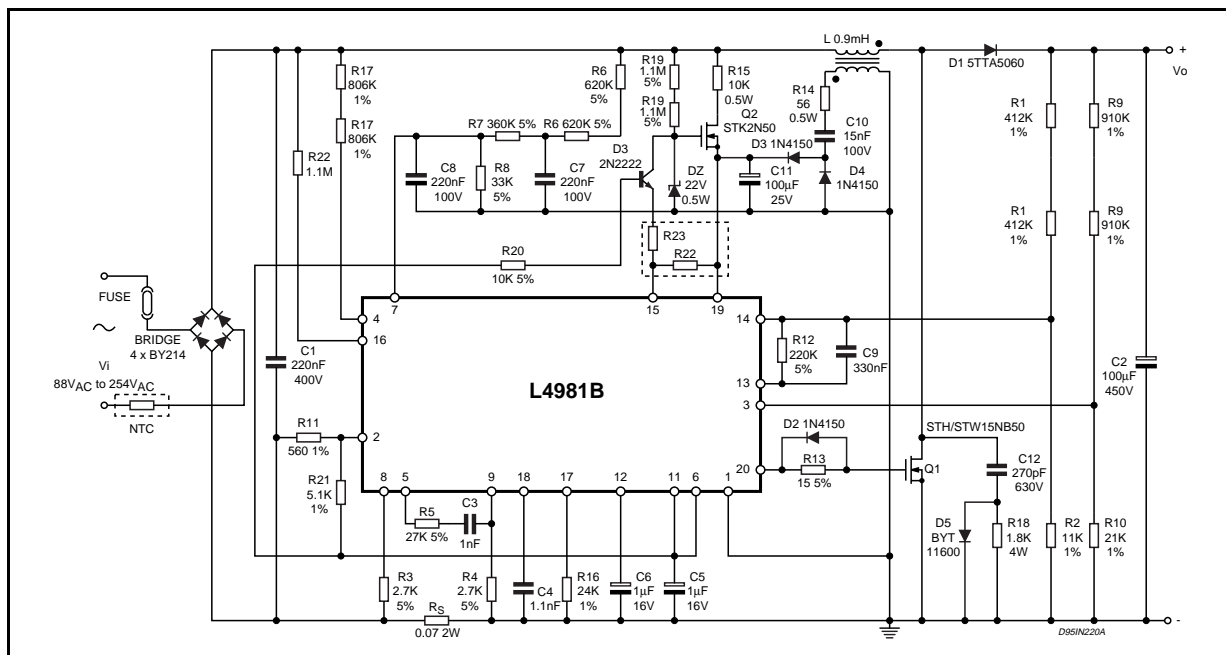 L 0.9mH
D1 5TTA5060
+
Vo
R17
806K
1%
R17
806K
1%
R22
1.1M
R6
620K
5%
R19
1.1M
5%
R19
1.1M
5%
R15
10K
0.5W
Q2
STK2N50
R14
56
0.5W
C10
15nF
100V
R7 360K 5%
R6 620K 5%
D3
2N2222
D3 1N4150
C8
220nF
100V
R8
33K
5%
C7
220nF
100V
DZ
22V
0.5W
C11
100µF
25V
D4
1N4150
R1
412K
1%
R9
910K
1%
R1
412K
1%
R9
910K
1%
R23
R22
R20
10K 5%
FUSE
BRIDGE
4 x BY214
Vi
88VAC to 254VAC
NTC
C1
220nF
400V
7
15
19
4
16
14
13
3
2
20
L4981B
R12
220K
5%
C9
330nF
C2
100µF
450V
R11
560 1%
R21
5.1K
1%
D2 1N4150
R13
15 5%
STH/STW15NB50
Q1
C12
270pF
630V
8
5
9
18
17
12
11
6
1
R5
27K 5%
C3
1nF
D5
BYT
11600
R18
1.8K
4W
R2
11K
1%
R10
21K
1%
R3
2.7K
5%
R4
2.7K
5%
C4
1.1nF
R16
24K
1%
C6
1µF
16V
C5
1µF
16V
RS
0.07 2W
-
D95IN220A